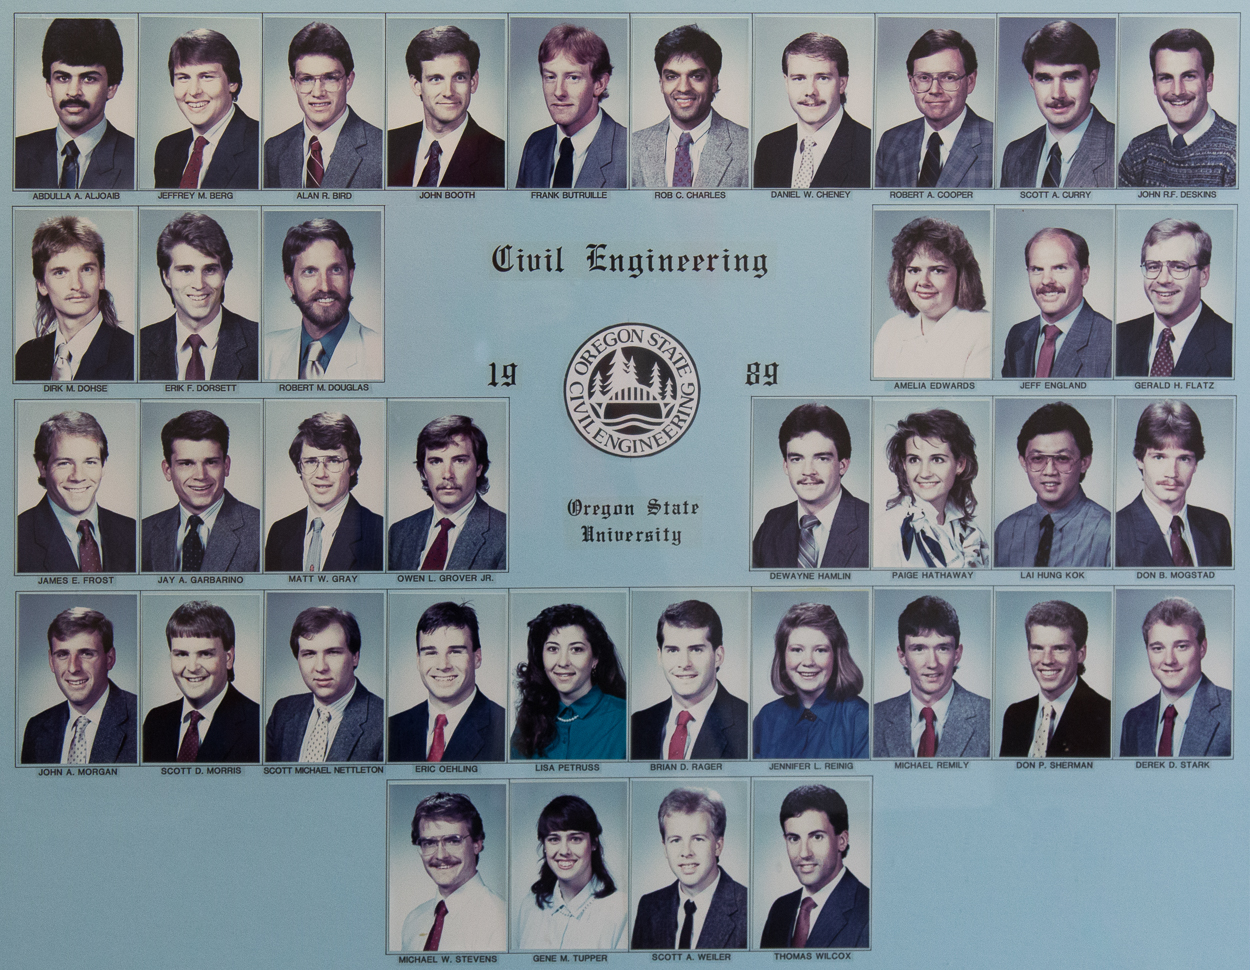 ABDULLA A. ALJOAIB
JEFFREY M. BERG
ALAN R. BIRD
JOHN BOOTH
FRANK BUTRUILLE
ROB C. CHARLES
DANIEL W. CHENEY
ROBERT A. COOPER
SCOTT A. CURRY
JOHN R.F. DESKINS
Civil Engineering
19 89
OREGON STATE
CIVIL ENGINEERING
DIRK M. DOHSE
ERIK F. DORSETT
ROBERT M. DOUGLAS
AMELIA EDWARDS
JEFF ENGLAND
GERALD H. FLATZ
Oregon State
University
JAMES E. FROST
JAY A. GARBARINO
MATT W. GRAY
OWEN L. GROVER JR.
DEWAYNE HAMLIN
PAIGE HATHAWAY
LAI HUNG KOK
DON B. MOGSTAD
JOHN A. MORGAN
SCOTT D. MORRIS
SCOTT MICHAEL NETTLETON
ERIC OEHLING
LISA PETRUSS
BRIAN D. RAGER
JENNIFER L. REINIG
MICHAEL REMILY
DON P. SHERMAN
DEREK D. STARK
MICHAEL W. STEVENS
GENE M. TUPPER
SCOTT A. WEILER
THOMAS WILCOX